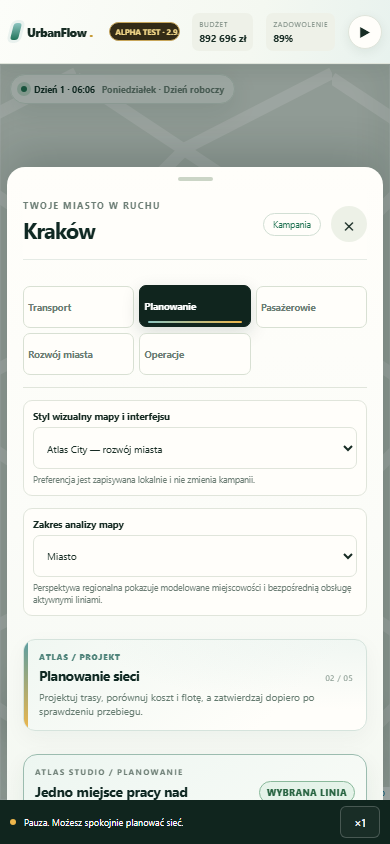 UrbanFlow.
ALPHA TEST · 2.9
BUDŻET
892 696 zł
ZADOWOLENIE
89%
Dzień 1 · 06:06 Poniedziałek · Dzień roboczy
TWOJE MIASTO W RUCHU
Kraków
Kampania
×
Transport
Planowanie
Pasażerowie
Rozwój miasta
Operacje
Styl wizualny mapy i interfejsu
Atlas City — rozwój miasta
Preferencja jest zapisywana lokalnie i nie zmienia kampanii.
Zakres analizy mapy
Miasto
Perspektywa regionalna pokazuje modelowane miejscowości i bezpośrednią obsługę
aktywnymi liniami.
ATLAS / PROJEKT
Planowanie sieci
02 / 05
Projektuj trasy, porównuj koszt i flotę, a zatwierdzaj dopiero po
sprawdzeniu przebiegu.
ATLAS STUDIO / PLANOWANIE
Jedno miejsce pracy nad
WYBRANA LINIA
Pauza. Możesz spokojnie planować sieć.
×1